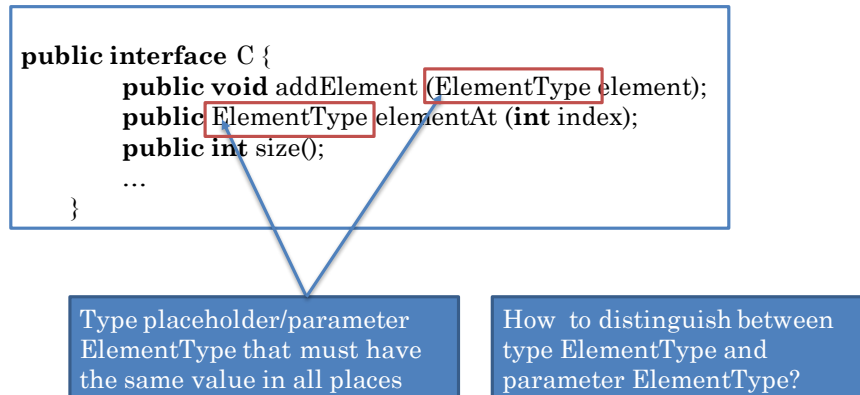 public interface C {
public void addElement (ElementType element);
public ElementType elementAt (int index);
public int size();
…
}
Type placeholder/parameter
ElementType that must have
the same value in all places
How to distinguish between
type ElementType and
parameter ElementType?